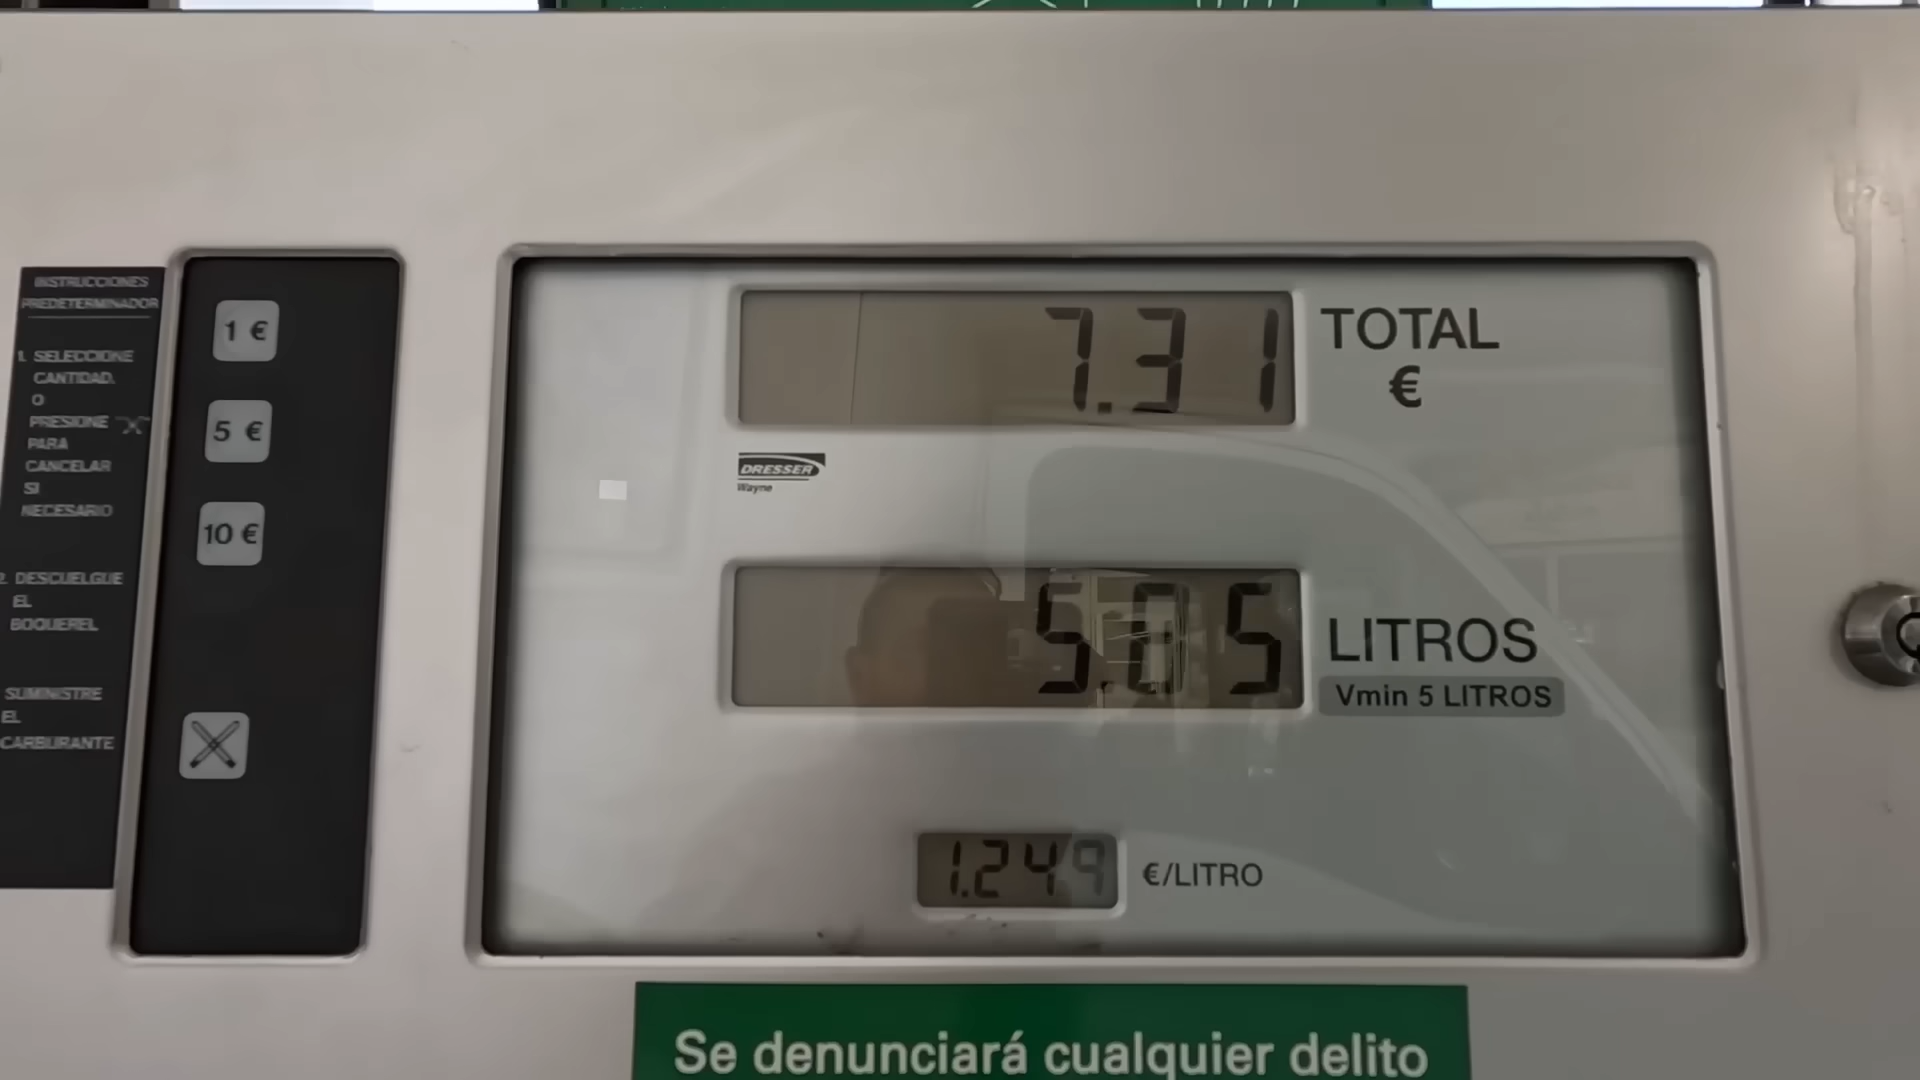 INSTRUCCIONES
PREDETERMINADOR
1. SELECCIONE
CANTIDAD,
O
PRESIONE "X"
PARA
CANCELAR
SI
NECESARIO
2. DESCUELGUE
EL
BOQUEREL
SUMINISTRE
EL
CARBURANTE
1 €
5 €
10 €
7.31
TOTAL
€
DRESSER
Wayne
5.05
LITROS
Vmin 5 LITROS
1.249
€/LITRO
Se denunciará cualquier delito